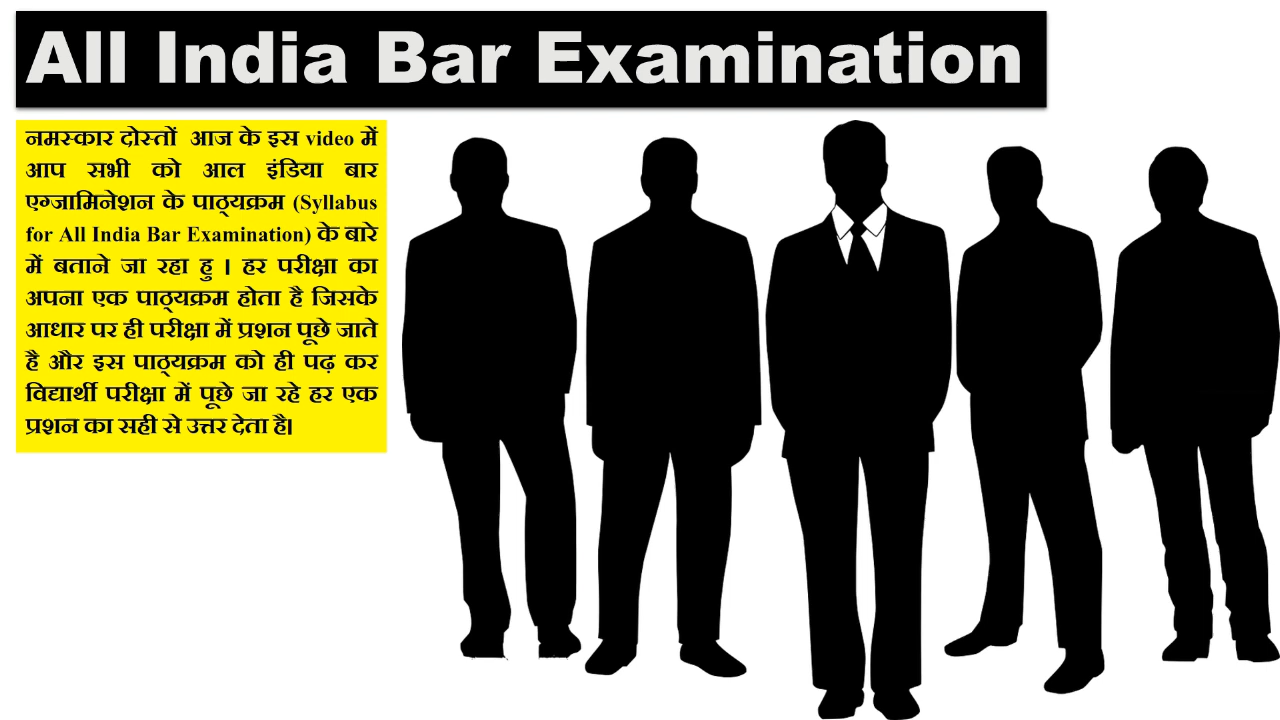 All India Bar Examination
नमस्कार दोस्तों आज के इस video में
आप सभी को आल इंडिया बार
एग्जामिनेशन के पाठ्यक्रम (Syllabus
for All India Bar Examination) के बारे
में बताने जा रहा हु । हर परीक्षा का
अपना एक पाठ्यक्रम होता है जिसके
आधार पर ही परीक्षा में प्रशन पूछे जाते
है और इस पाठ्यक्रम को ही पढ़ कर
विद्यार्थी परीक्षा में पूछे जा रहे हर एक
प्रशन का सही से उत्तर देता है।